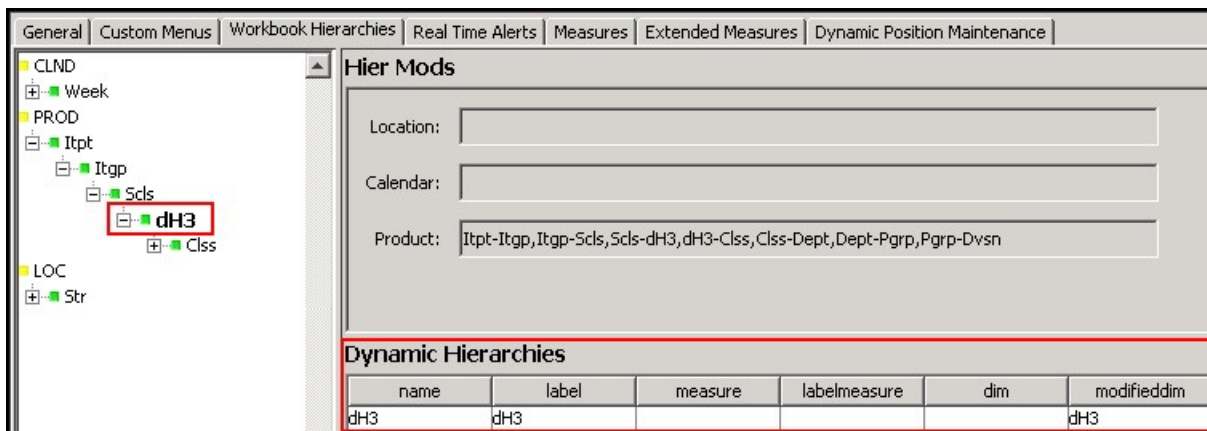 General Custom Menus Workbook Hierarchies Real Time Alerts Measures Extended Measures Dynamic Position Maintenance
CLND
Week
PROD
Itpt
Itgp
Scls
dH3
Clss
LOC
Str
Hier Mods
Location:
Calendar:
Product: Itpt-Itgp,Itgp-Scls,Scls-dH3,dH3-Clss,Clss-Dept,Dept-Pgrp,Pgrp-Dvsn
Dynamic Hierarchies
name label measure labelmeasure dim modifieddim
dH3 dH3 dH3